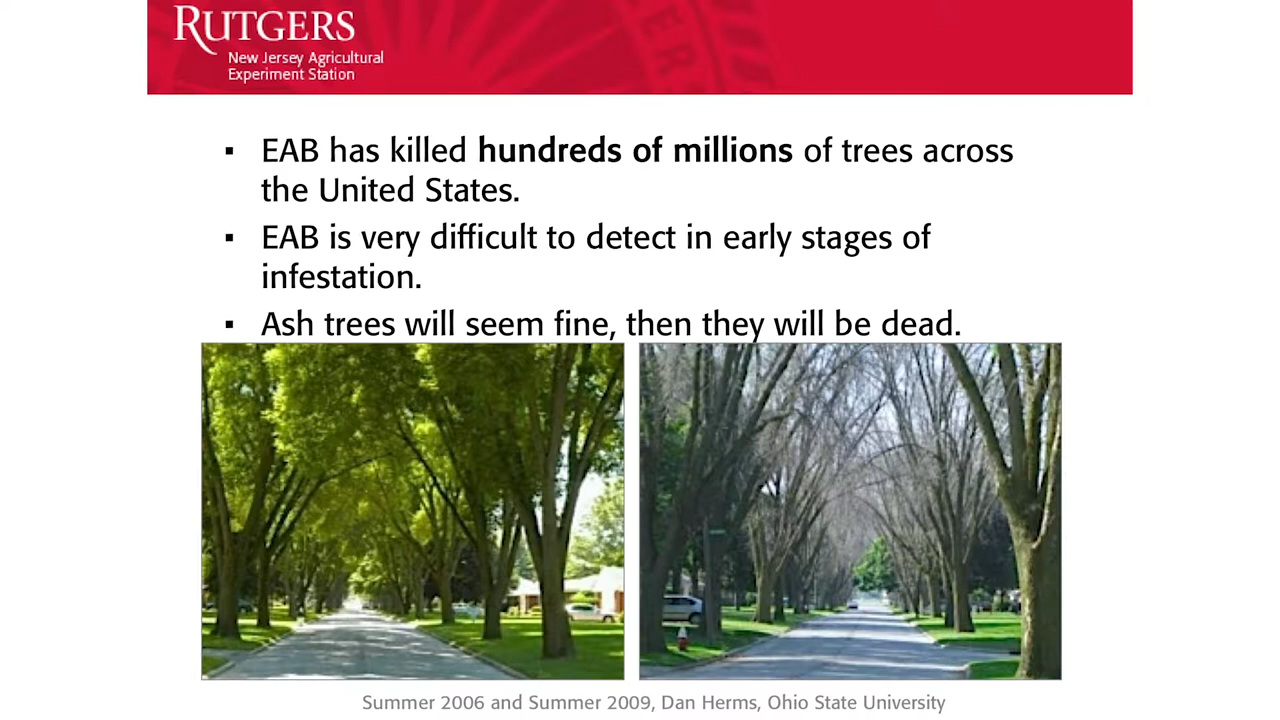 RUTGERS
New Jersey Agricultural
Experiment Station
▪ EAB has killed hundreds of millions of trees across
the United States.
▪ EAB is very difficult to detect in early stages of
infestation.
▪ Ash trees will seem fine, then they will be dead.
Summer 2006 and Summer 2009, Dan Herms, Ohio State University